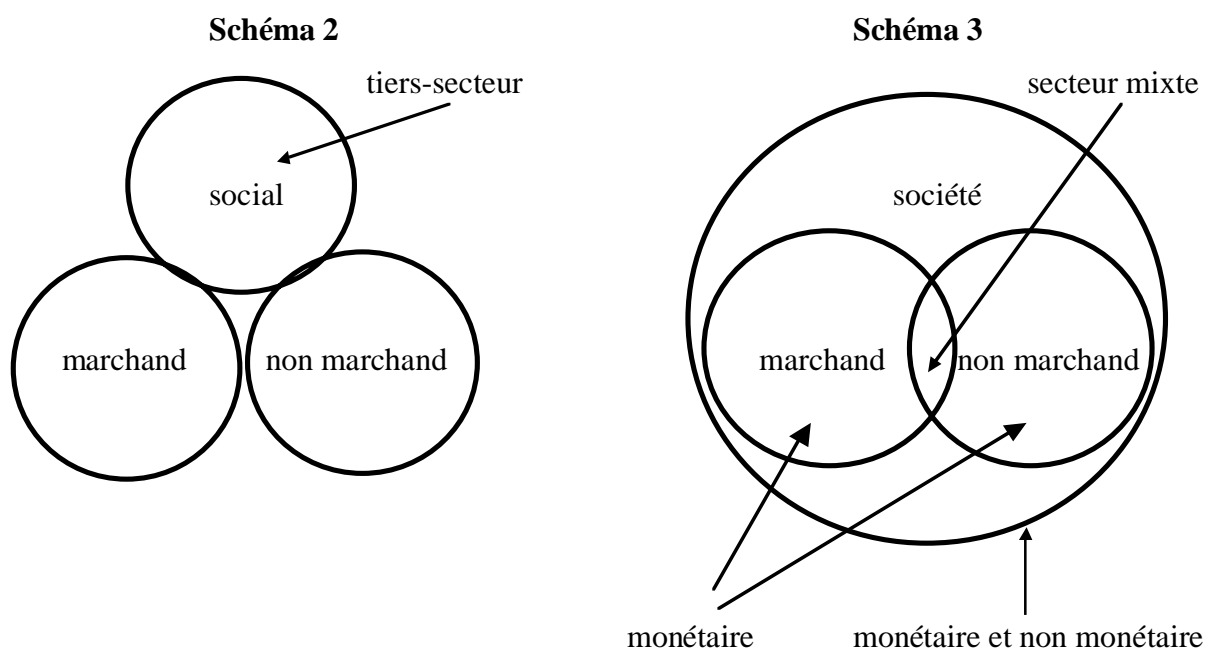 Schéma 2
tiers-secteur
social
marchand
non marchand
Schéma 3
secteur mixte
société
marchand
non marchand
monétaire
monétaire et non monétaire